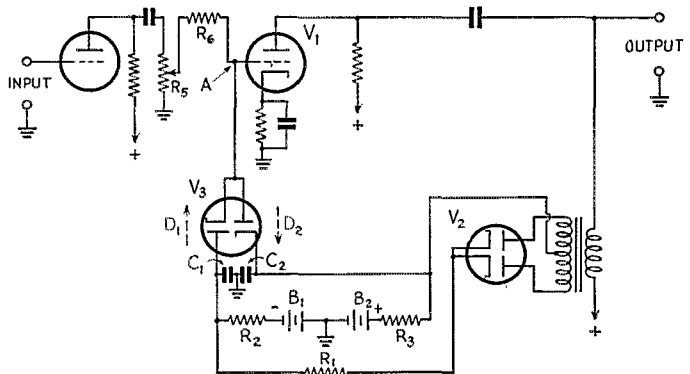 INPUT
+
R5
R6
A
V1
+
OUTPUT
V3
D1
D2
C1
C2
V2
+
- B1
B2 +
R2
R3
R1